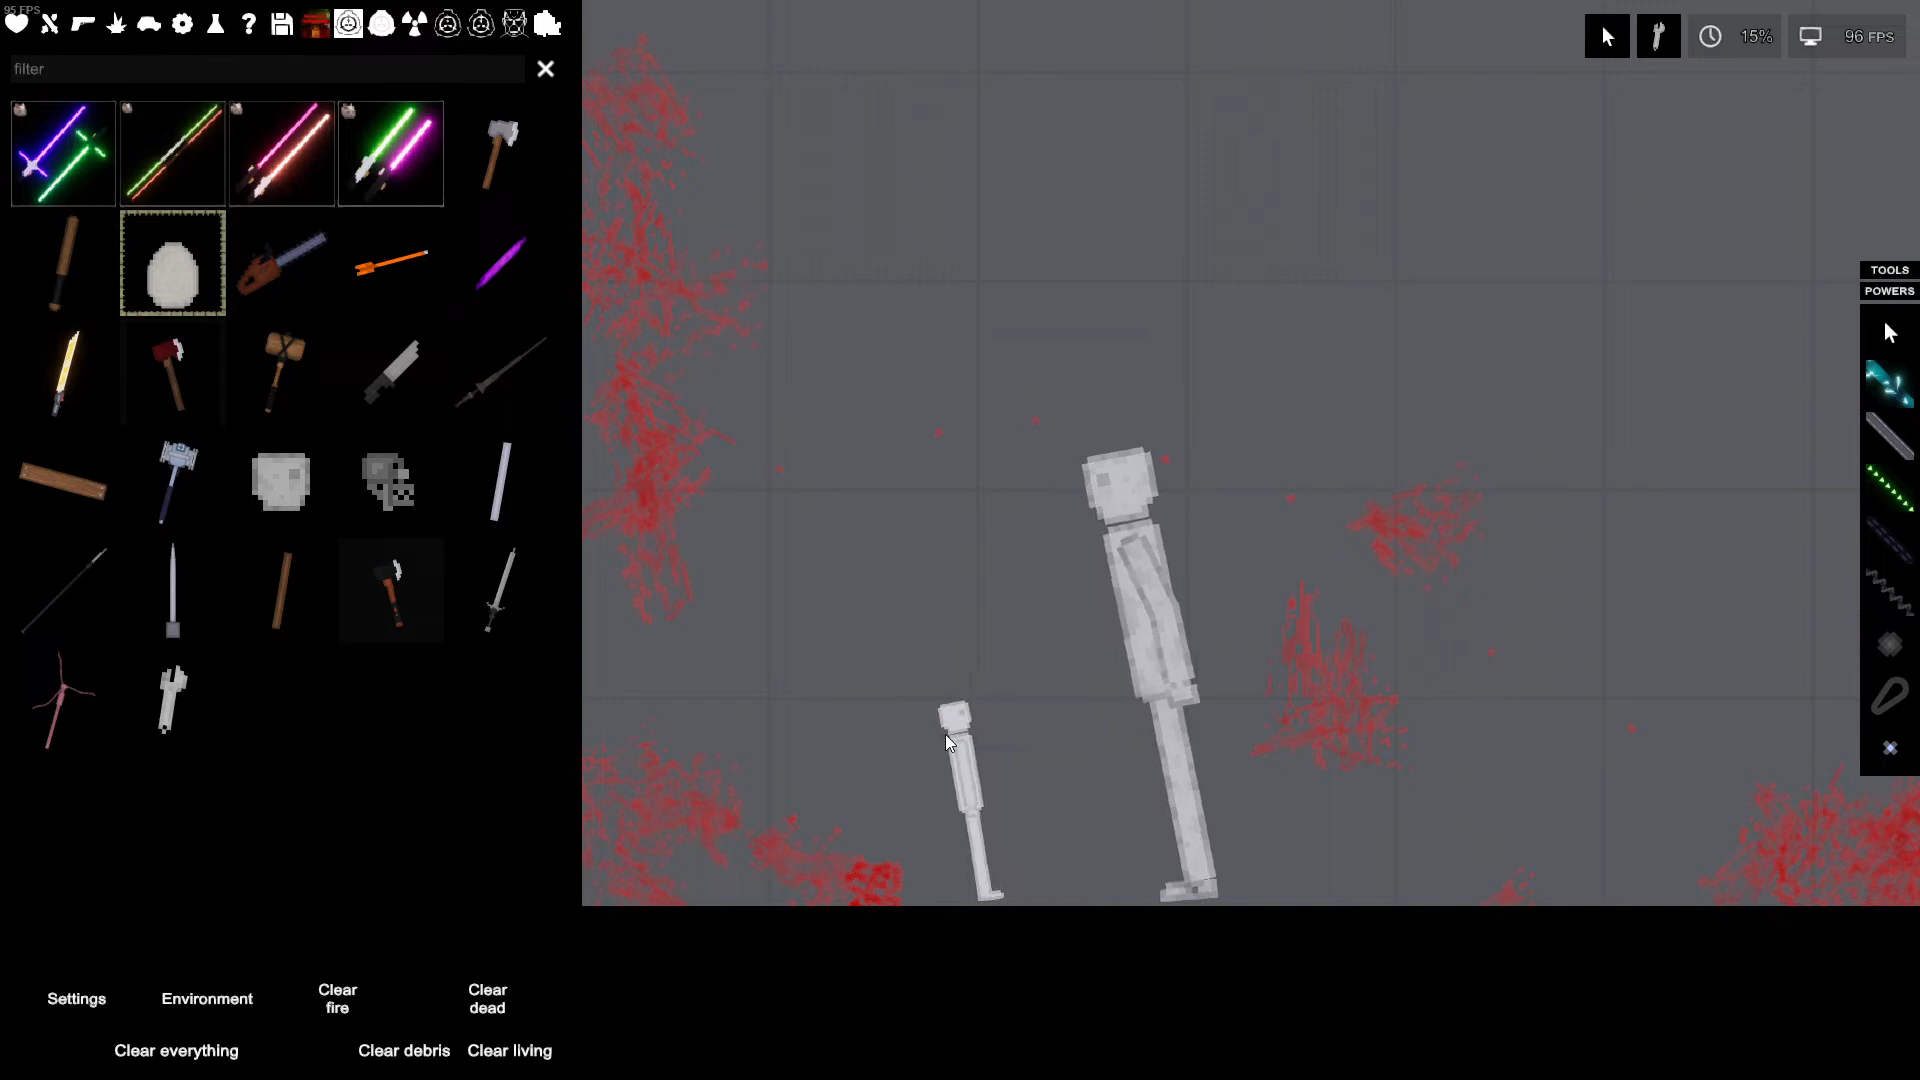 95 FPS
15%
96 FPS
filter
TOOLS
POWERS
Settings
Environment
Clear
fire
Clear
dead
Clear everything
Clear debris
Clear living